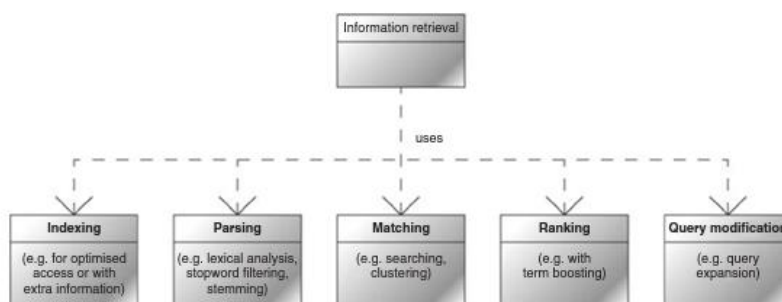 Information retrieval
uses
Indexing
(e.g. for optimised
access or with
extra information)
Parsing
(e.g. lexical analysis,
stopword filtering,
stemming)
Matching
(e.g. searching,
clustering)
Ranking
(e.g. with
term boosting)
Query modification
(e.g. query
expansion)